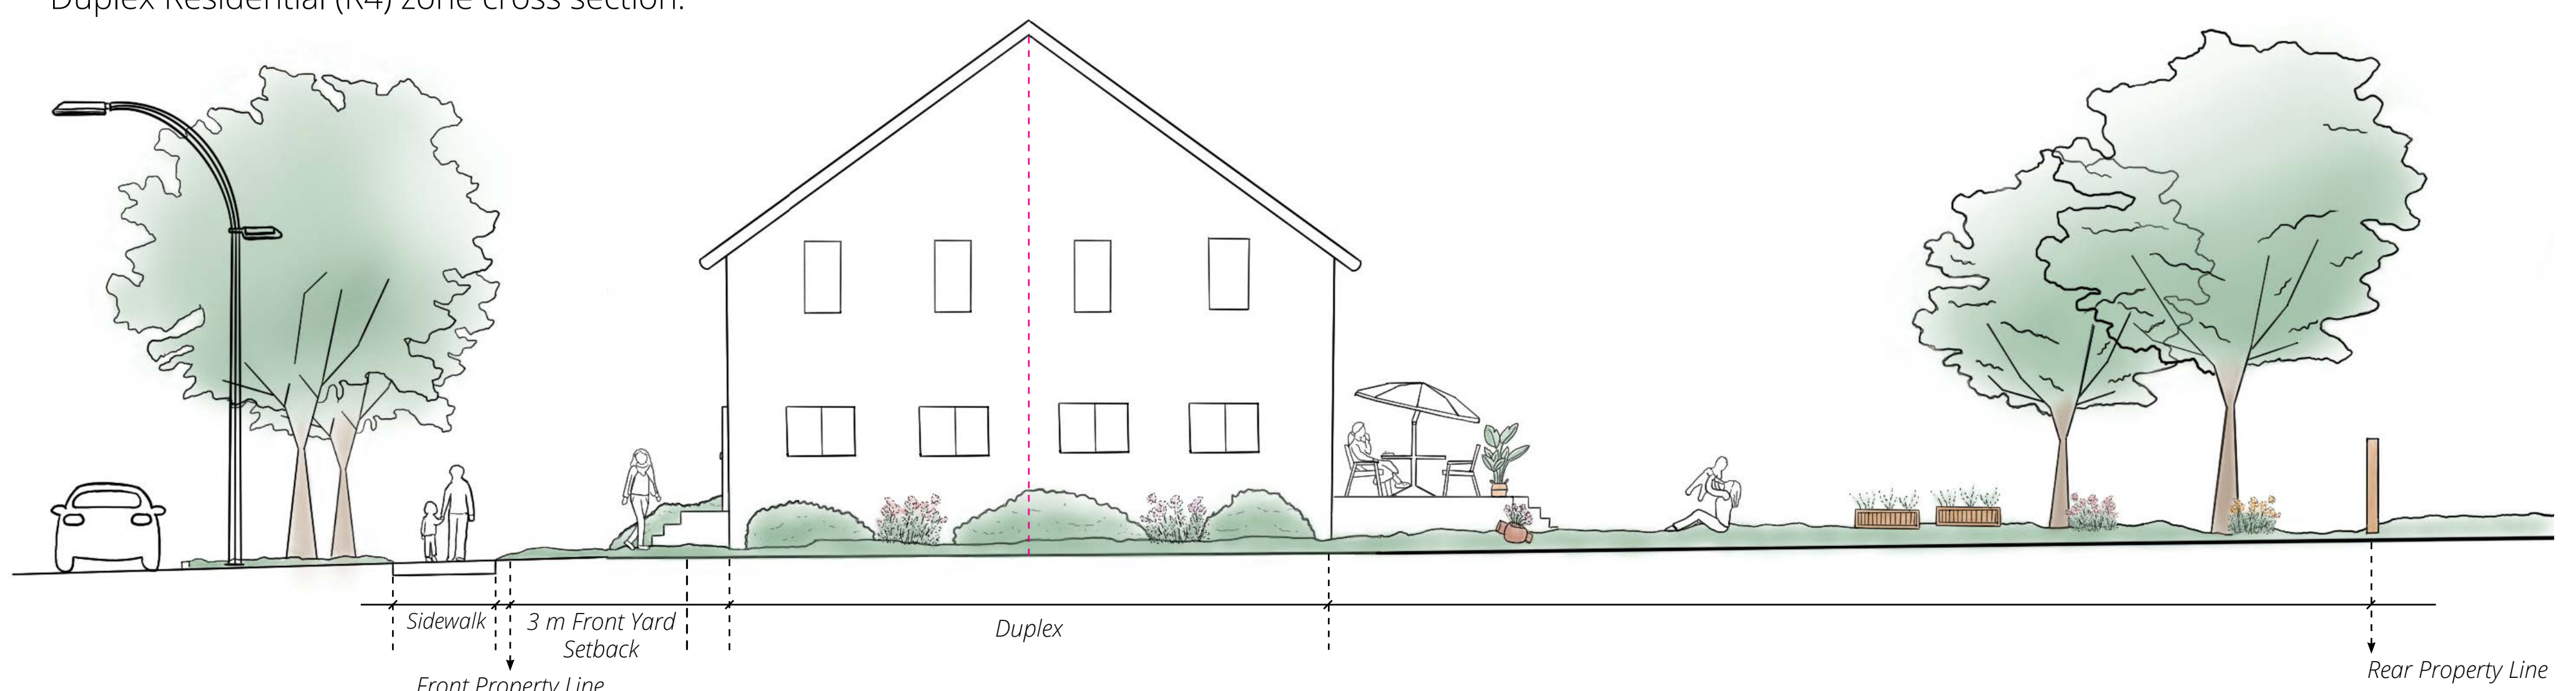 Duplex Residential (R4) zone cross section.
Sidewalk
3 m Front Yard
Setback
Duplex
Front Property Line
Rear Property Line